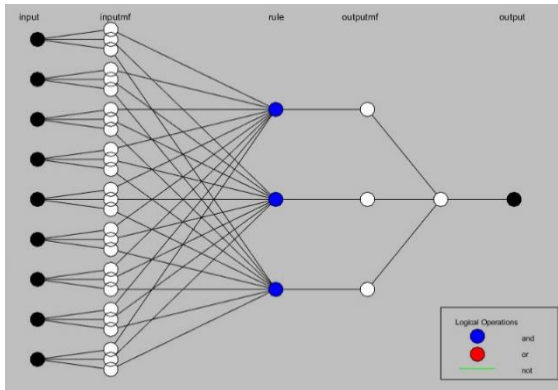 input inputmf rule outputmf output
Logical Operations
and
or
not